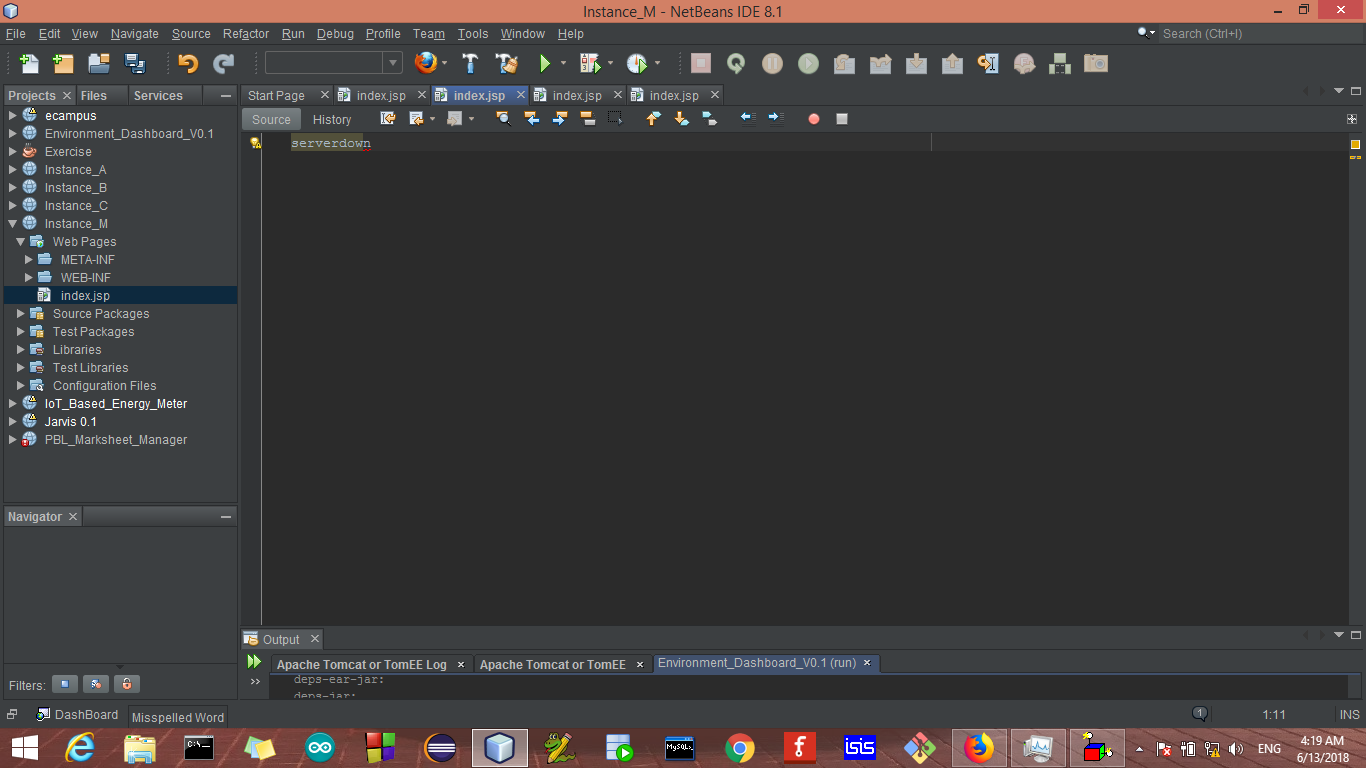 Instance_M - NetBeans IDE 8.1
File Edit View Navigate Source Refactor Run Debug Profile Team Tools Window Help
Search (Ctrl+I)
Projects Files Services
Start Page index.jsp index.jsp index.jsp index.jsp
Source History
ecampus
Environment_Dashboard_V0.1
Exercise
Instance_A
Instance_B
Instance_C
Instance_M
Web Pages
META-INF
WEB-INF
index.jsp
Source Packages
Test Packages
Libraries
Test Libraries
Configuration Files
IoT_Based_Energy_Meter
Jarvis 0.1
PBL_Marksheet_Manager
serverdown
Navigator
Filters:
Output
Apache Tomcat or TomEE Log Apache Tomcat or TomEE Environment_Dashboard_V0.1 (run)
deps-ear-jar:
deps-jar:
DashBoard Misspelled Word 1 1:11 INS
C:\
MySQL
isis
ENG
4:19 AM
6/13/2018